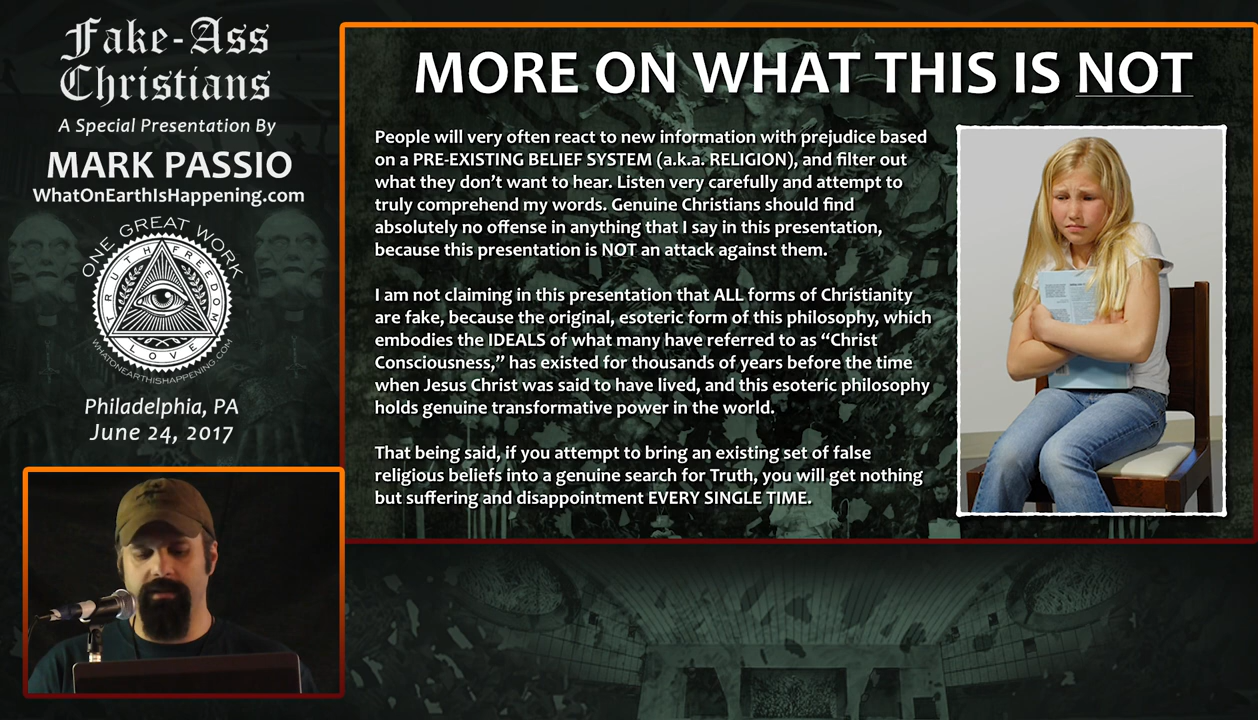 Fake-Ass
Christians
A Special Presentation By
MARK PASSIO
WhatOnEarthIsHappening.com
ONE GREAT WORK
TRUTH FREEDOM
LOVE
WHATONEARTHISHAPPENING.COM
Philadelphia, PA
June 24, 2017
MORE ON WHAT THIS IS NOT
People will very often react to new information with prejudice based
on a PRE-EXISTING BELIEF SYSTEM (a.k.a. RELIGION), and filter out
what they don’t want to hear. Listen very carefully and attempt to
truly comprehend my words. Genuine Christians should find
absolutely no offense in anything that I say in this presentation,
because this presentation is NOT an attack against them.
I am not claiming in this presentation that ALL forms of Christianity
are fake, because the original, esoteric form of this philosophy, which
embodies the IDEALS of what many have referred to as “Christ
Consciousness,” has existed for thousands of years before the time
when Jesus Christ was said to have lived, and this esoteric philosophy
holds genuine transformative power in the world.
That being said, if you attempt to bring an existing set of false
religious beliefs into a genuine search for Truth, you will get nothing
but suffering and disappointment EVERY SINGLE TIME.